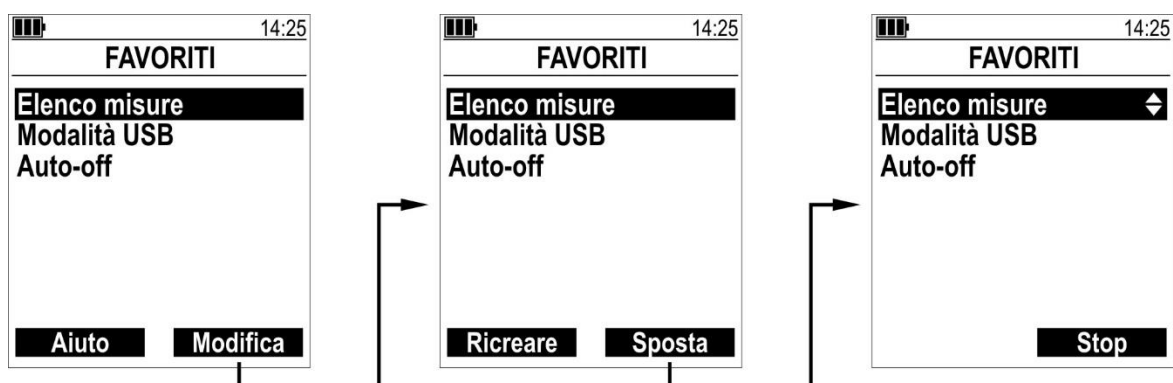 14:25
FAVORITI
Elenco misure
Modalità USB
Auto-off
Aiuto Modifica
14:25
FAVORITI
Elenco misure
Modalità USB
Auto-off
Ricreare Sposta
14:25
FAVORITI
Elenco misure
Modalità USB
Auto-off
Stop